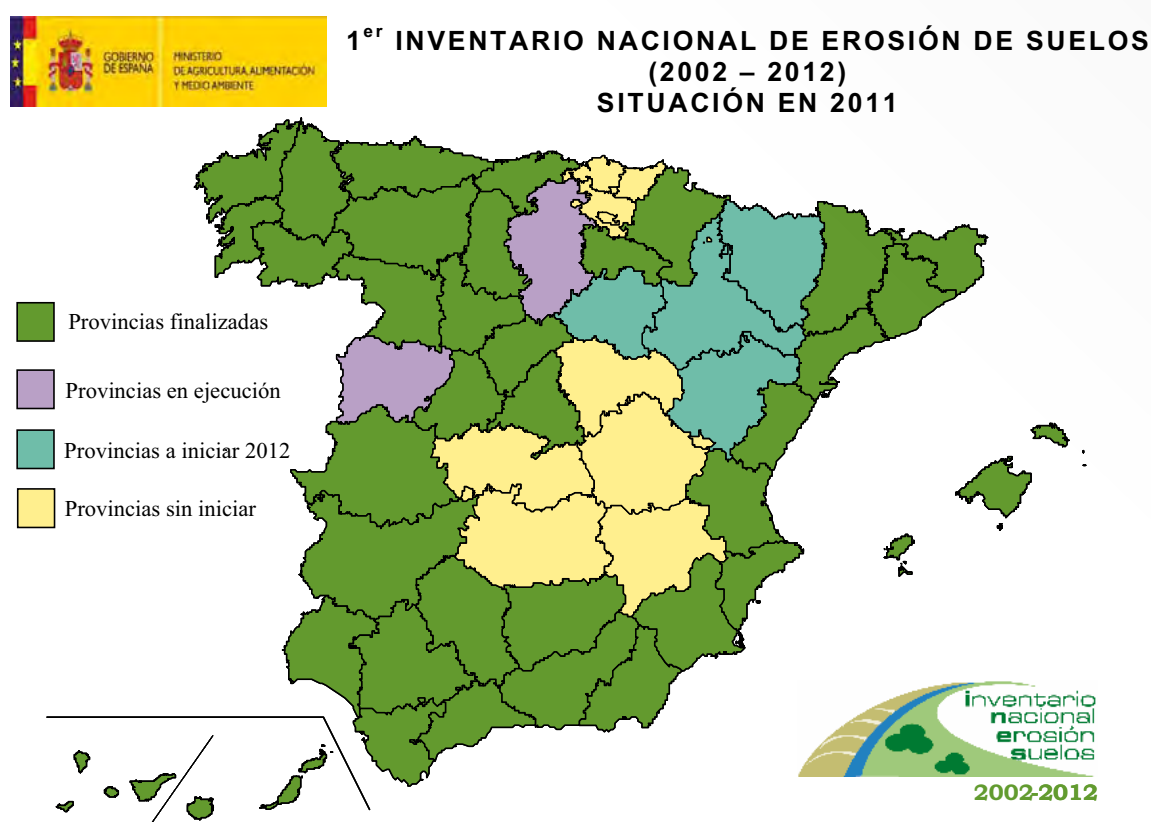 GOBIERNO
DE ESPAÑA
MINISTERIO
DE AGRICULTURA, ALIMENTACIÓN
Y MEDIO AMBIENTE
1er INVENTARIO NACIONAL DE EROSIÓN DE SUELOS
(2002 – 2012)
SITUACIÓN EN 2011
Provincias finalizadas
Provincias en ejecución
Provincias a iniciar 2012
Provincias sin iniciar
inventario
nacional
erosión
suelos
2002-2012